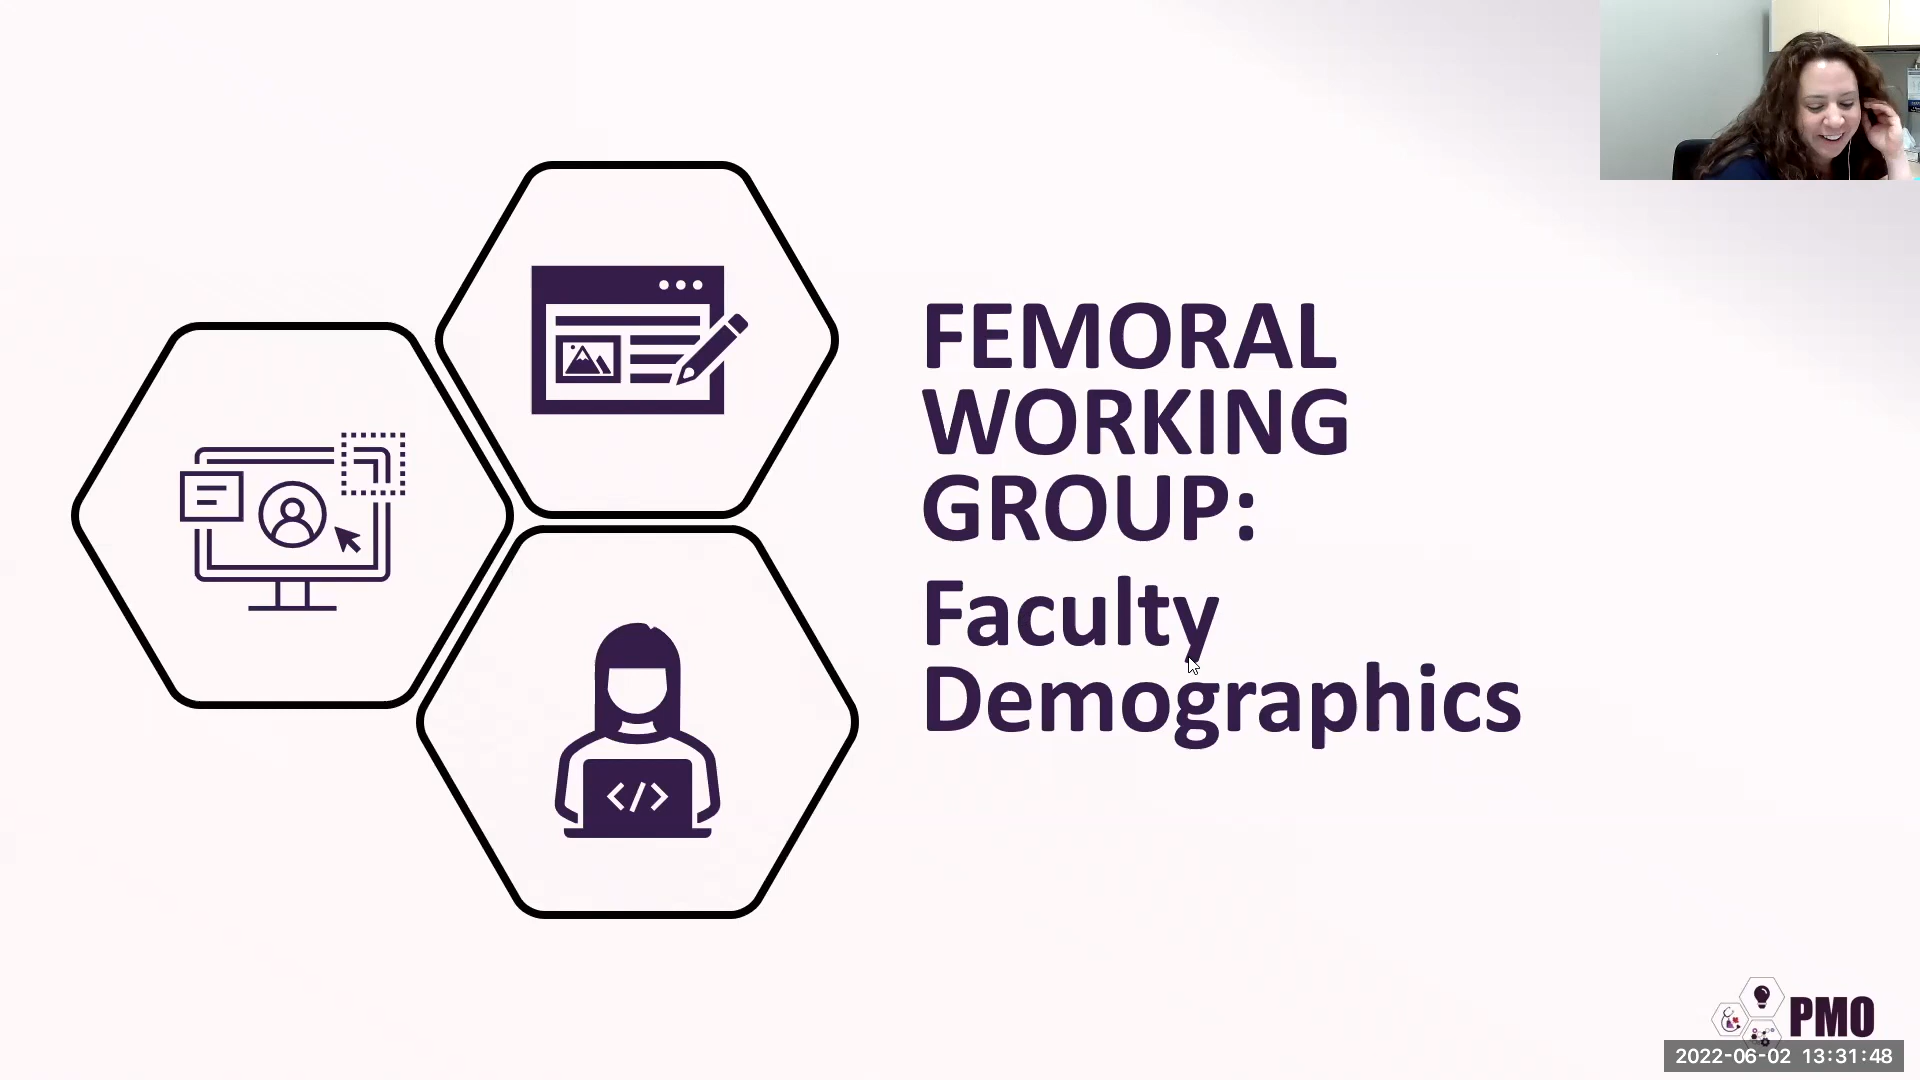 FEMORAL
WORKING
GROUP:
Faculty
Demographics
</>
PMO
2022-06-02 13:31:48